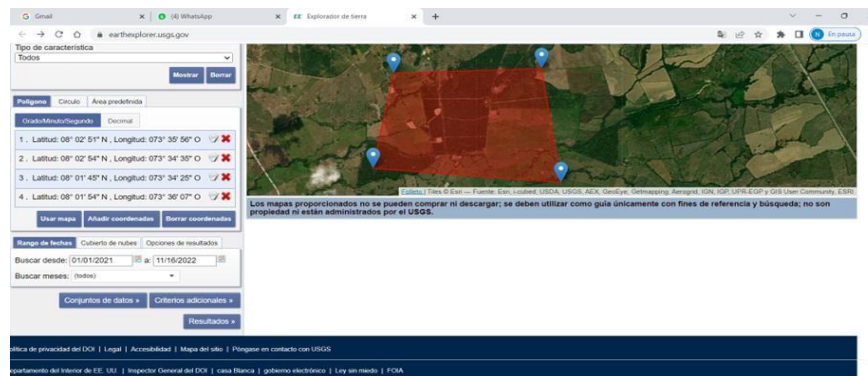 Gmail
(4) WhatsApp
Explorador de tierra
earthexplorer.usgs.gov
En pausa
Tipo de característica
Todos
Mostrar
Borrar
Polígono
Círculo
Área predefinida
Grado/Minuto/Segundo
Decimal
1 . Latitud: 08° 02' 51" N , Longitud: 073° 35' 56" O
2 . Latitud: 08° 02' 54" N , Longitud: 073° 34' 35" O
3 . Latitud: 08° 01' 45" N , Longitud: 073° 34' 25" O
4 . Latitud: 08° 01' 54" N , Longitud: 073° 36' 07" O
Usar mapa
Añadir coordenadas
Borrar coordenadas
Rango de fechas
Cubierto de nubes
Opciones de resultados
Buscar desde: 01/01/2021 a: 11/16/2022
Buscar meses: (todos)
Conjuntos de datos »
Criterios adicionales »
Resultados »
Folleto | Tiles © Esri — Fuente: Esri, i-cubed, USDA, USGS, AEX, GeoEye, Getmapping, Aerogrid, IGN, IGP, UPR-EGP y GIS User Community, ESRI
Los mapas proporcionados no se pueden comprar ni descargar; se deben utilizar como guía únicamente con fines de referencia y búsqueda; no son
propiedad ni están administrados por el USGS.
olítica de privacidad del DOI | Legal | Accesibilidad | Mapa del sitio | Póngase en contacto con USGS
epartamento del Interior de EE. UU. | Inspector General del DOI | casa Blanca | gobierno electrónico | Ley sin miedo | FOIA